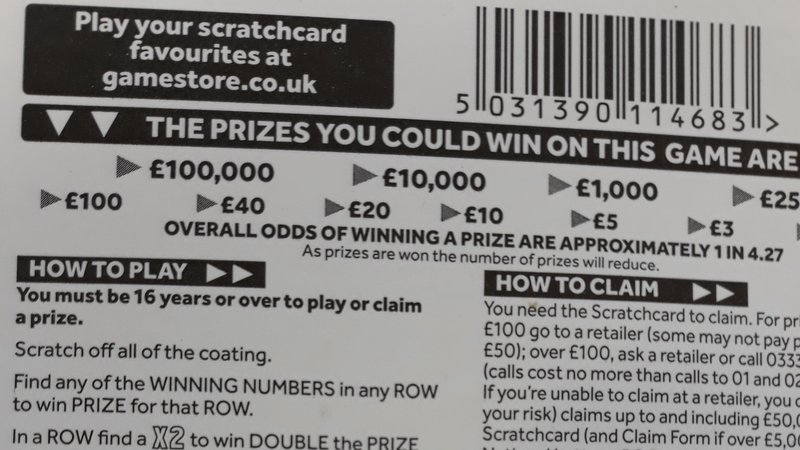 Play your scratchcard
favourites at
gamestore.co.uk
5 031390 114683 >
THE PRIZES YOU COULD WIN ON THIS GAME ARE
£100,000 £10,000 £1,000 £25
£100 £40 £20 £10 £5 £3
OVERALL ODDS OF WINNING A PRIZE ARE APPROXIMATELY 1 IN 4.27
As prizes are won the number of prizes will reduce.
HOW TO PLAY
You must be 16 years or over to play or claim
a prize.
Scratch off all of the coating.
Find any of the WINNING NUMBERS in any ROW
to win PRIZE for that ROW.
In a ROW find a X2 to win DOUBLE the PRIZE
HOW TO CLAIM
You need the Scratchcard to claim. For
£100 go to a retailer (some may not pay
£50); over £100, ask a retailer or call 0333
(calls cost no more than calls to 01 and 02
If you're unable to claim at a retailer, you
your risk) claims up to and including £50,0
Scratchcard (and Claim Form if over £5,00